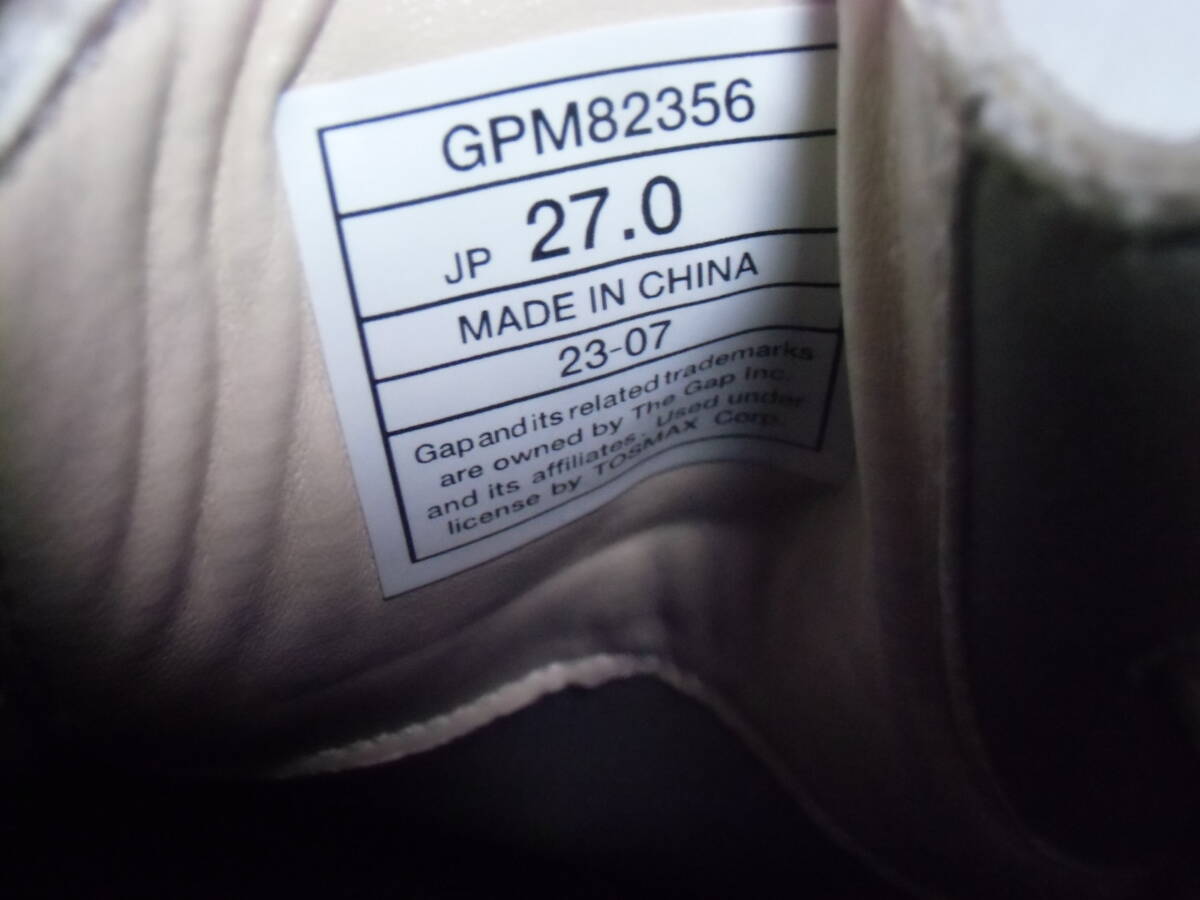 GPM82356
JP 27.0
MADE IN CHINA
23-07
Gap and its related trademarks
are owned by The Gap Inc.
and its affiliates. Used under
license by TOSMAX Corp.